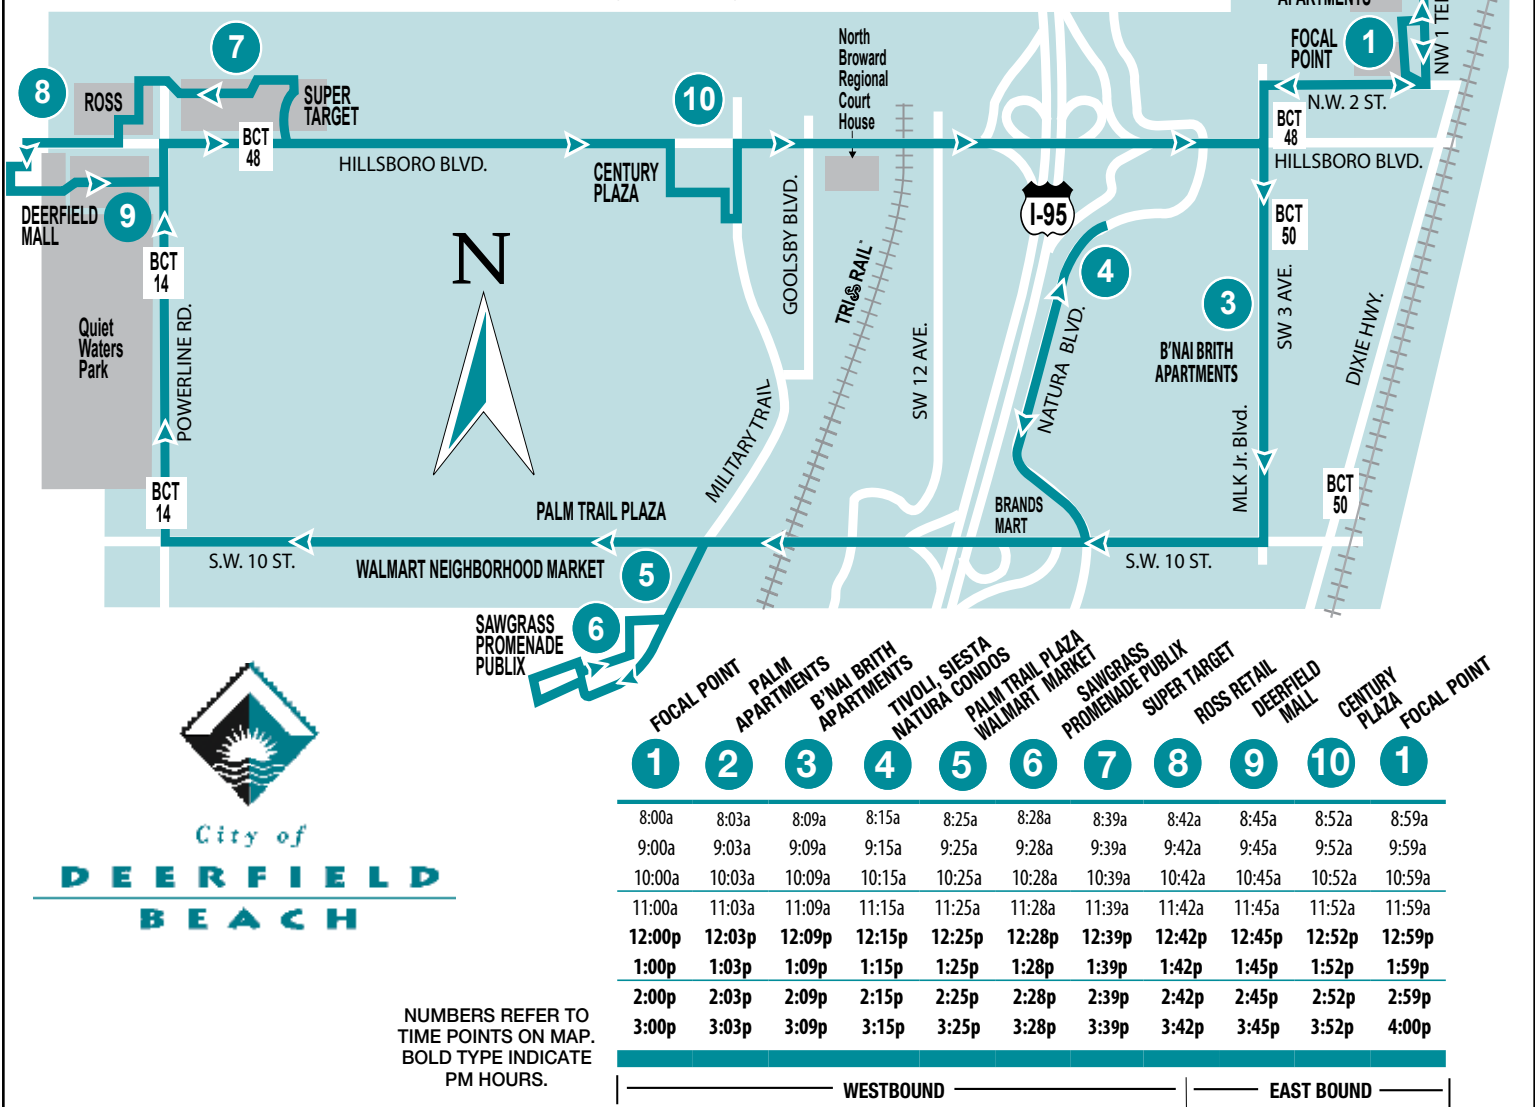 APARTMENTS
FOCAL
POINT
1
NW 1 TE
N.W. 2 ST.
7
8
ROSS
SUPER
TARGET
BCT
48
HILLSBORO BLVD.
10
CENTURY
PLAZA
North
Broward
Regional
Court
House
BCT
48
HILLSBORO BLVD.
DEERFIELD
MALL
9
BCT
14
N
GOOLSBY BLVD.
TRI RAIL
I-95
4
BCT
50
3
SW 3 AVE.
B'NAI BRITH
APARTMENTS
DIXIE HWY.
Quiet
Waters
Park
POWERLINE RD.
SW 12 AVE.
NATURA BLVD.
MILITARY TRAIL
MLK Jr. Blvd.
BCT
14
BCT
50
PALM TRAIL PLAZA
BRANDS
MART
S.W. 10 ST.
WALMART NEIGHBORHOOD MARKET
5
S.W. 10 ST.
SAWGRASS
PROMENADE
PUBLIX
6
City of
DEERFIELD
BEACH
FOCAL POINT
PALM
APARTMENTS
B'NAI BRITH
APARTMENTS
TIVOLI, SIESTA
NATURA CONDOS
PALM TRAIL PLAZA
WALMART MARKET
SAWGRASS
PROMENADE PUBLIX
SUPER TARGET
ROSS RETAIL
DEERFIELD
MALL
CENTURY
PLAZA
FOCAL POINT
1 2 3 4 5 6 7 8 9 10 1
8:00a 8:03a 8:09a 8:15a 8:25a 8:28a 8:39a 8:42a 8:45a 8:52a 8:59a
9:00a 9:03a 9:09a 9:15a 9:25a 9:28a 9:39a 9:42a 9:45a 9:52a 9:59a
10:00a 10:03a 10:09a 10:15a 10:25a 10:28a 10:39a 10:42a 10:45a 10:52a 10:59a
11:00a 11:03a 11:09a 11:15a 11:25a 11:28a 11:39a 11:42a 11:45a 11:52a 11:59a
12:00p 12:03p 12:09p 12:15p 12:25p 12:28p 12:39p 12:42p 12:45p 12:52p 12:59p
1:00p 1:03p 1:09p 1:15p 1:25p 1:28p 1:39p 1:42p 1:45p 1:52p 1:59p
2:00p 2:03p 2:09p 2:15p 2:25p 2:28p 2:39p 2:42p 2:45p 2:52p 2:59p
3:00p 3:03p 3:09p 3:15p 3:25p 3:28p 3:39p 3:42p 3:45p 3:52p 4:00p
NUMBERS REFER TO
TIME POINTS ON MAP.
BOLD TYPE INDICATE
PM HOURS.
WESTBOUND
EAST BOUND